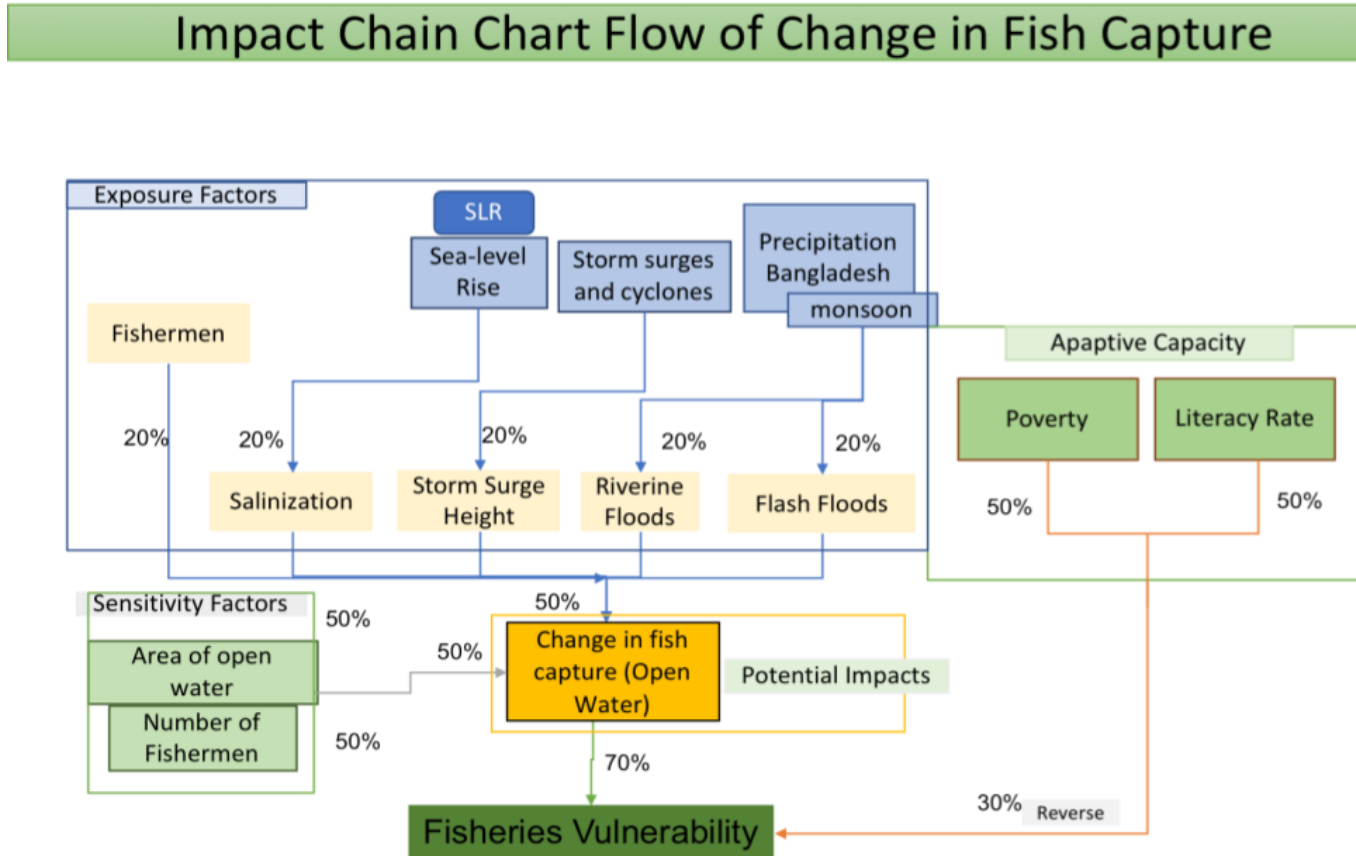 Impact Chain Chart Flow of Change in Fish Capture
Exposure Factors
SLR
Sea-level
Rise
Storm surges
and cyclones
Precipitation
Bangladesh
monsoon
Fishermen
Apaptive Capacity
Poverty
Literacy Rate
20%
20%
20%
20%
20%
Salinization
Storm Surge
Height
Riverine
Floods
Flash Floods
50%
50%
Sensitivity Factors
50%
50%
Area of open
water
50%
Number of
Fishermen
50%
Change in fish
capture (Open
Water)
Potential Impacts
70%
30%
Reverse
Fisheries Vulnerability